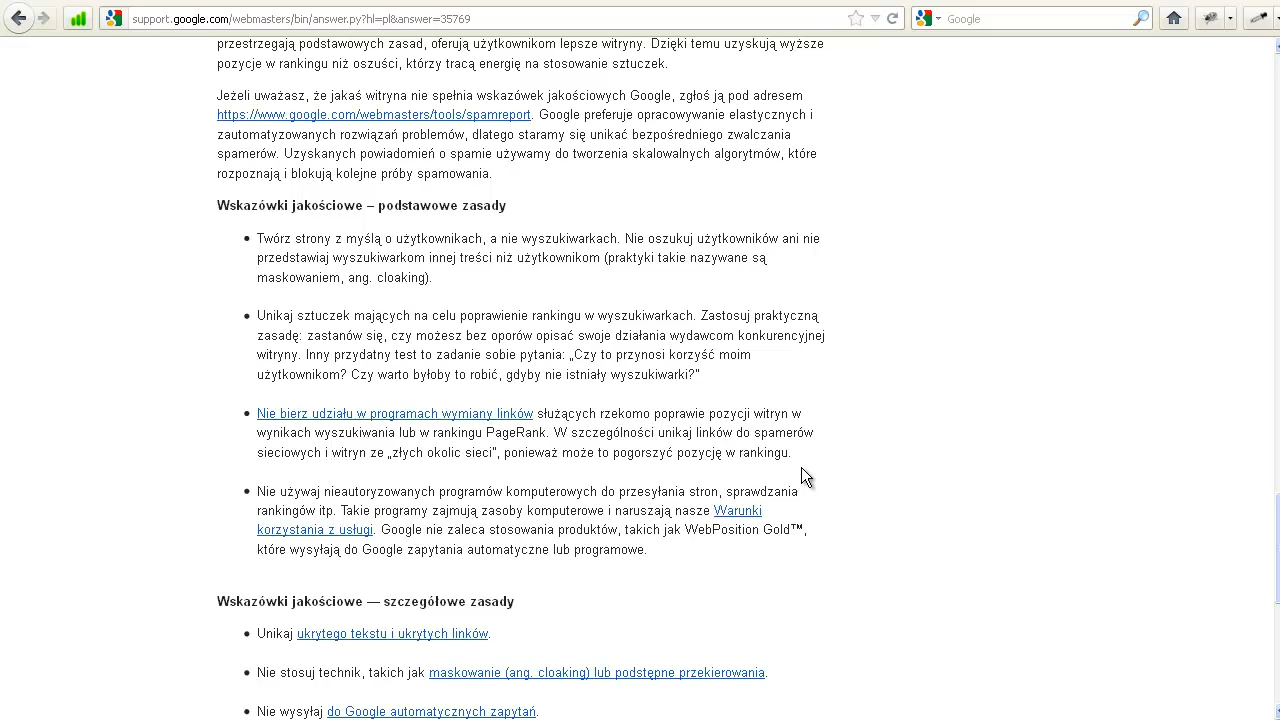 support.google.com/webmasters/bin/answer.py?hl=pl&answer=35769
Google
przestrzegają podstawowych zasad, oferują użytkownikom lepsze witryny. Dzięki temu uzyskują wyższe
pozycje w rankingu niż oszuści, którzy tracą energię na stosowanie sztuczek.
Jeżeli uważasz, że jakaś witryna nie spełnia wskazówek jakościowych Google, zgłoś ją pod adresem
https://www.google.com/webmasters/tools/spamreport. Google preferuje opracowywanie elastycznych i
zautomatyzowanych rozwiązań problemów, dlatego staramy się unikać bezpośredniego zwalczania
spamerów. Uzyskanych powiadomień o spamie używamy do tworzenia skalowalnych algorytmów, które
rozpoznają i blokują kolejne próby spamowania.
Wskazówki jakościowe – podstawowe zasady
• Twórz strony z myślą o użytkownikach, a nie wyszukiwarkach. Nie oszukuj użytkowników ani nie
przedstawiaj wyszukiwarkom innej treści niż użytkownikom (praktyki takie nazywane są
maskowaniem, ang. cloaking).
• Unikaj sztuczek mających na celu poprawienie rankingu w wyszukiwarkach. Zastosuj praktyczną
zasadę: zastanów się, czy możesz bez oporów opisać swoje działania wydawcom konkurencyjnej
witryny. Inny przydatny test to zadanie sobie pytania: „Czy to przynosi korzyść moim
użytkownikom? Czy warto byłoby to robić, gdyby nie istniały wyszukiwarki?”
• Nie bierz udziału w programach wymiany linków służących rzekomo poprawie pozycji witryn w
wynikach wyszukiwania lub w rankingu PageRank. W szczególności unikaj linków do spamerów
sieciowych i witryn ze „złych okolic sieci”, ponieważ może to pogorszyć pozycję w rankingu.
• Nie używaj nieautoryzowanych programów komputerowych do przesyłania stron, sprawdzania
rankingów itp. Takie programy zajmują zasoby komputerowe i naruszają nasze Warunki
korzystania z usługi. Google nie zaleca stosowania produktów, takich jak WebPosition Gold™,
które wysyłają do Google zapytania automatyczne lub programowe.
Wskazówki jakościowe — szczegółowe zasady
• Unikaj ukrytego tekstu i ukrytych linków.
• Nie stosuj technik, takich jak maskowanie (ang. cloaking) lub podstępne przekierowania.
• Nie wysyłaj do Google automatycznych zapytań.